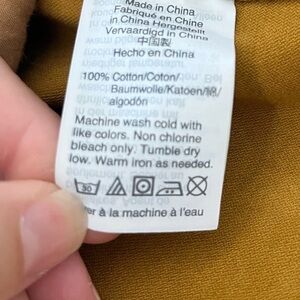 Made in China
Fabriqué en Chine
in China Hergestellt
Vervaardigd in China
中国製
Hecho en China
100% Cotton/Coton/
Baumwolle/Katoen/綿/
algodón
Machine wash cold with
like colors. Non chlorine
bleach only. Tumble dry
low. Warm iron as needed.
30
à la machine à l'eau